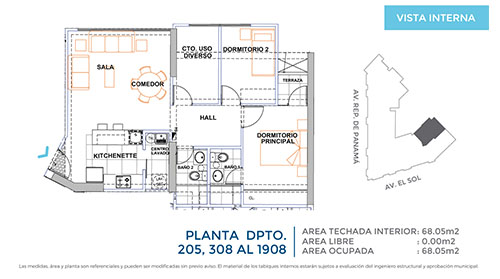 VISTA INTERNA
CTO. USO
DIVERSO
DORMITORIO 2
SALA
COMEDOR
TERRAZA
HALL
DORMITORIO
PRINCIPAL
KITCHENETTE
CENTRO
LAVADO
BAÑO 2
BAÑO 1
CL.
AV. REP. DE PANAMÁ
AV. EL SOL
PLANTA DPTO.
205, 308 AL 1908
AREA TECHADA INTERIOR: 68.05m2
AREA LIBRE : 0.00m2
AREA OCUPADA : 68.05m2
Las medidas, área y planta son referenciales y pueden ser modificadas sin previo aviso. El material de los tabiques Internos estarán sujetos a evaluación del ingeniero estructural y aprobación municipal.